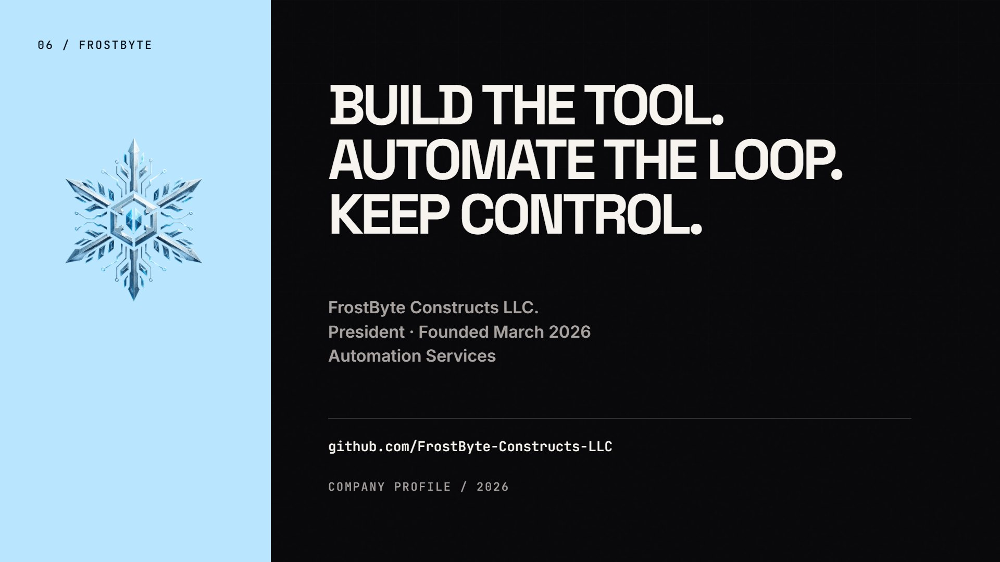 06 / FROSTBYTE
BUILD THE TOOL.
AUTOMATE THE LOOP.
KEEP CONTROL.
FrostByte Constructs LLC.
President · Founded March 2026
Automation Services
github.com/FrostByte-Constructs-LLC
COMPANY PROFILE / 2026